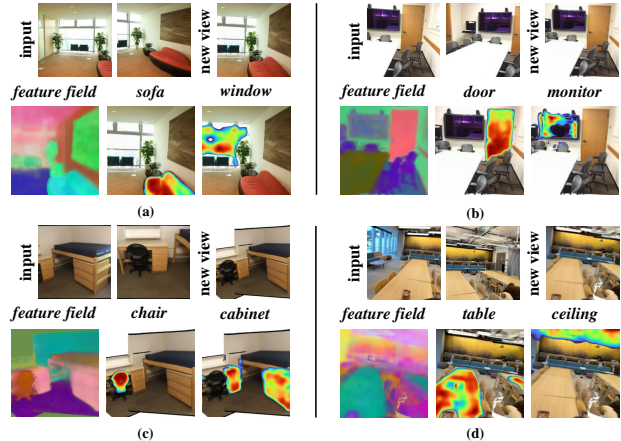 input
new view
feature field sofa window
(a)
input
new view
feature field door monitor
(b)
input
new view
feature field chair cabinet
(c)
input
new view
feature field table ceiling
(d)